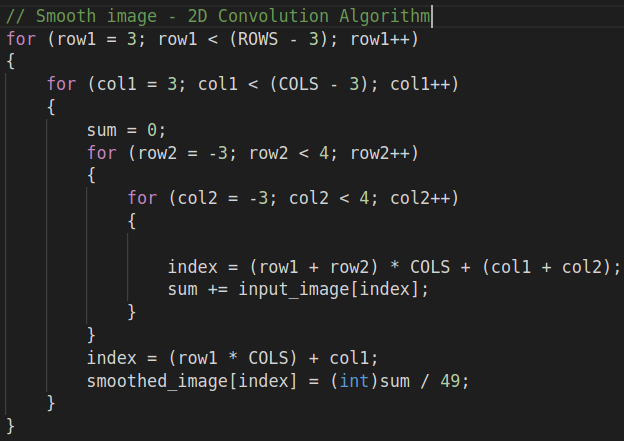 // Smooth image - 2D Convolution Algorithm
for (row1 = 3; row1 < (ROWS - 3); row1++)
{
    for (col1 = 3; col1 < (COLS - 3); col1++)
    {
        sum = 0;
        for (row2 = -3; row2 < 4; row2++)
        {
            for (col2 = -3; col2 < 4; col2++)
            {

                index = (row1 + row2) * COLS + (col1 + col2);
                sum += input_image[index];
            }
        }
        index = (row1 * COLS) + col1;
        smoothed_image[index] = (int)sum / 49;
    }
}